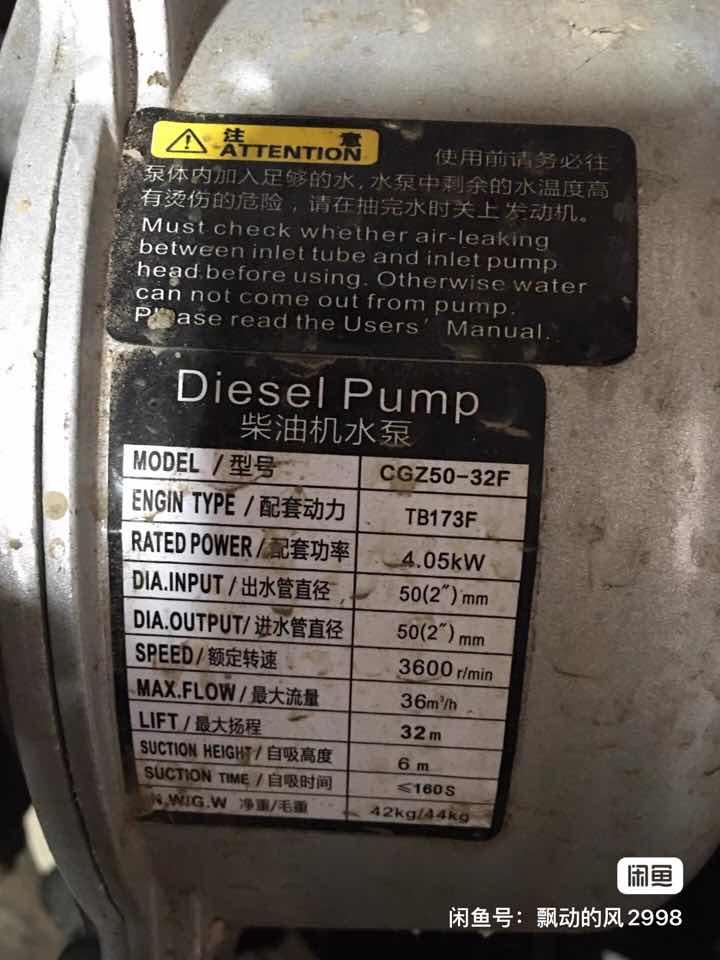 注 意
ATTENTION
使用前请务必往
泵体内加入足够的水,水泵中剩余的水温度高
有烫伤的危险，请在抽完水时关上发动机。
Must check whether air-leaking
between inlet tube and inlet pump
head.before using. Otherwise water
can not come out from pump.
Please read the Users' Manual.
Diesel Pump
柴油机水泵
MODEL /型号 CGZ50-32F
ENGIN TYPE /配套动力 TB173F
RATED POWER/配套功率 4.05kW
DIA.INPUT/出水管直径 50(2″)mm
DIA.OUTPUT/进水管直径 50(2″)mm
SPEED/额定转速 3600r/min
MAX.FLOW/最大流量 36m³/h
LIFT/最大扬程 32m
SUCTION HEIGHT/自吸高度 6 m
SUCTION TIME /自吸时间 ≤160S
N.W/G.W 净重/毛重 42kg/44kg
闲鱼
闲鱼号：飘动的风2998